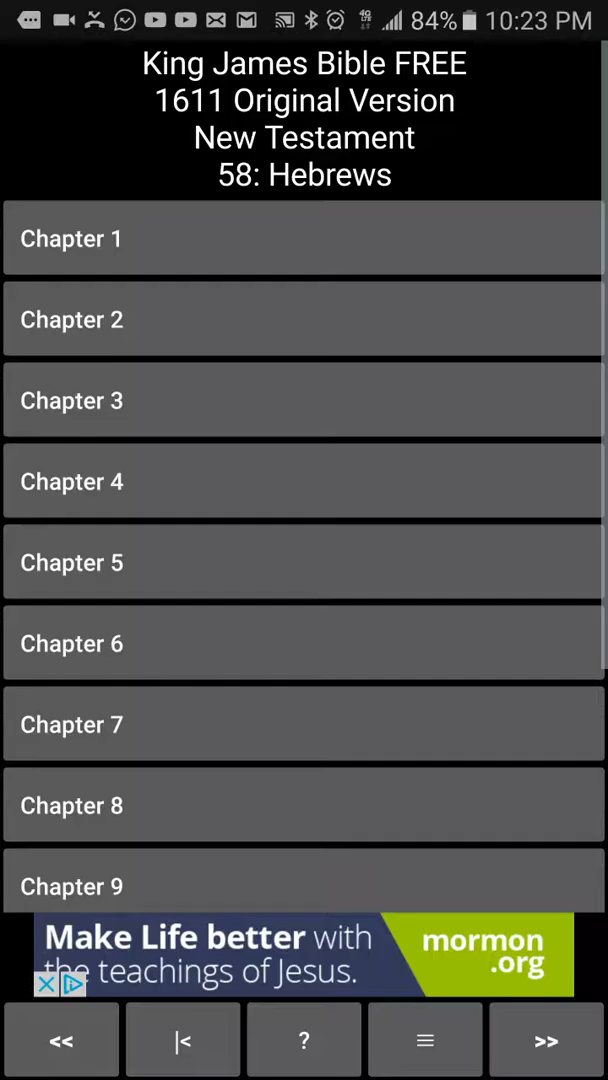 84% 10:23 PM
King James Bible FREE
1611 Original Version
New Testament
58: Hebrews
Chapter 1
Chapter 2
Chapter 3
Chapter 4
Chapter 5
Chapter 6
Chapter 7
Chapter 8
Chapter 9
Make Life better with
the teachings of Jesus.
mormon
.org
<< |< ? ≡ >>